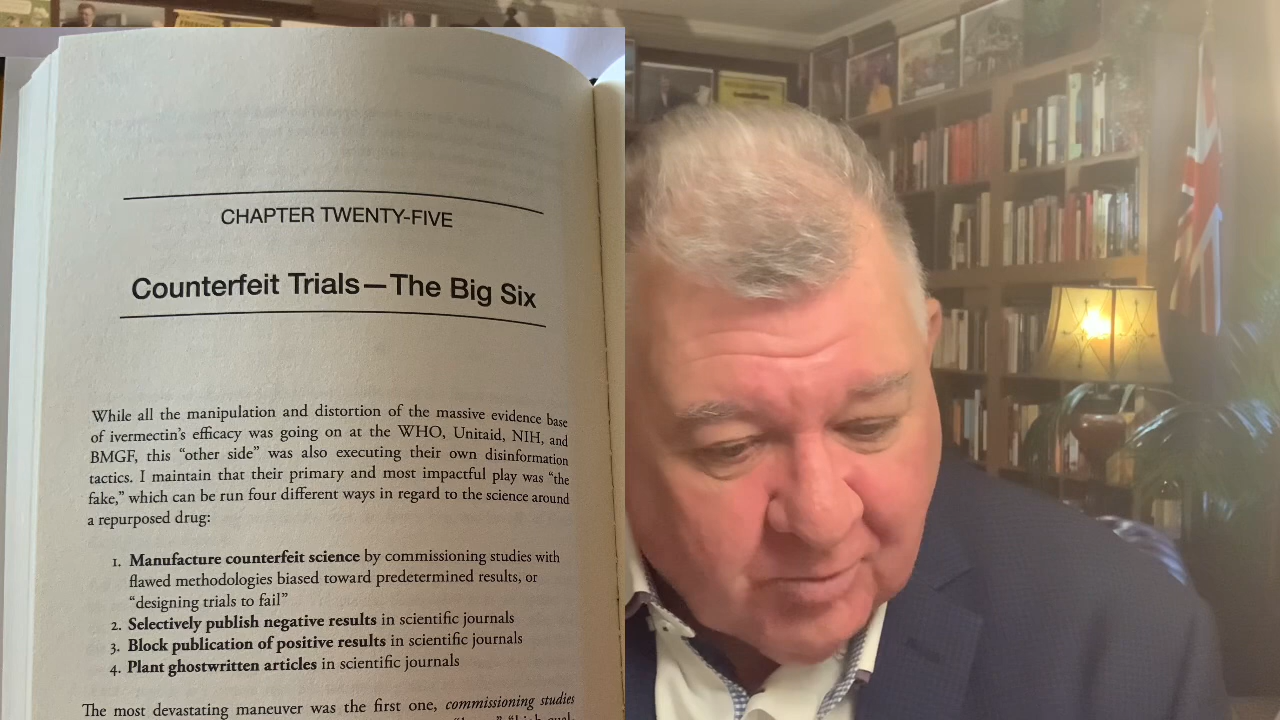 CHAPTER TWENTY-FIVE
Counterfeit Trials—The Big Six
While all the manipulation and distortion of the massive evidence base
of ivermectin's efficacy was going on at the WHO, Unitaid, NIH, and
BMGF, this "other side" was also executing their own disinformation
tactics. I maintain that their primary and most impactful play was "the
fake," which can be run four different ways in regard to the science around
a repurposed drug:
1. Manufacture counterfeit science by commissioning studies with
flawed methodologies biased toward predetermined results, or
"designing trials to fail"
2. Selectively publish negative results in scientific journals
3. Block publication of positive results in scientific journals
4. Plant ghostwritten articles in scientific journals
The most devastating maneuver was the first one, commissioning studies